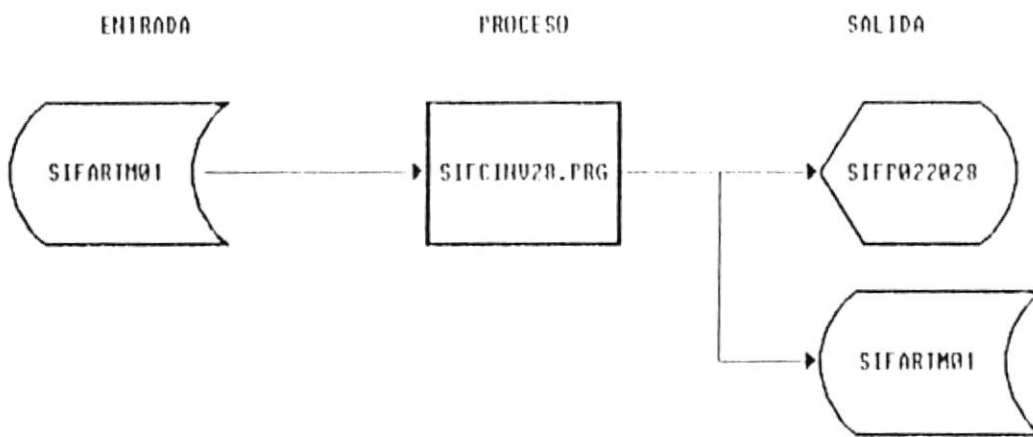 ENTRADA PROCESO SALIDA
SIFARTM01 SIFCINV28.PRG SIFP022028
SIFARTM01